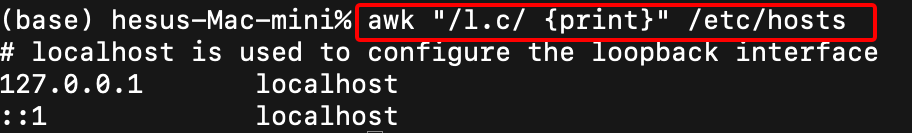 (base) hesus-Mac-mini% awk "/l.c/ {print}" /etc/hosts
# localhost is used to configure the loopback interface
127.0.0.1 localhost
::1 localhost